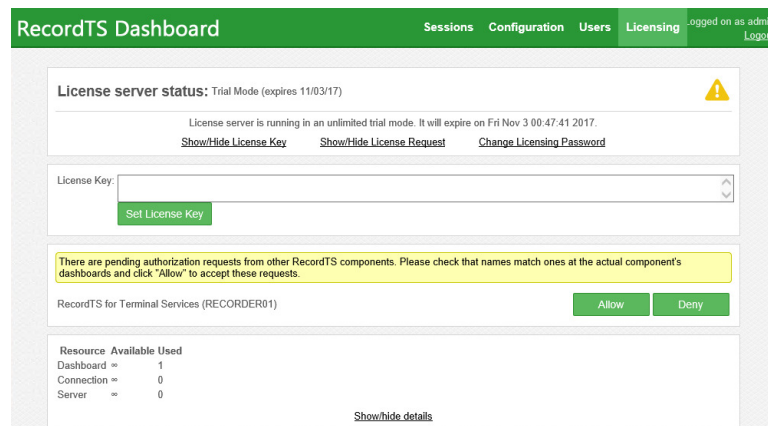 RecordTS Dashboard
Sessions Configuration Users Licensing
Logged on as admi
Logou
License server status: Trial Mode (expires 11/03/17)
License server is running in an unlimited trial mode. It will expire on Fri Nov 3 00:47:41 2017.
Show/Hide License Key Show/Hide License Request Change Licensing Password
License Key:
Set License Key
There are pending authorization requests from other RecordTS components. Please check that names match ones at the actual component's
dashboards and click "Allow" to accept these requests.
RecordTS for Terminal Services (RECORDER01) Allow Deny
Resource Available Used
Dashboard ∞ 1
Connection ∞ 0
Server ∞ 0
Show/hide details